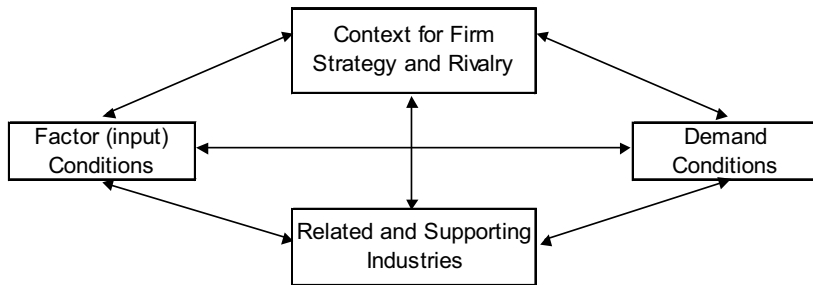 Context for Firm
Strategy and Rivalry
Factor (input)
Conditions
Demand
Conditions
Related and Supporting
Industries